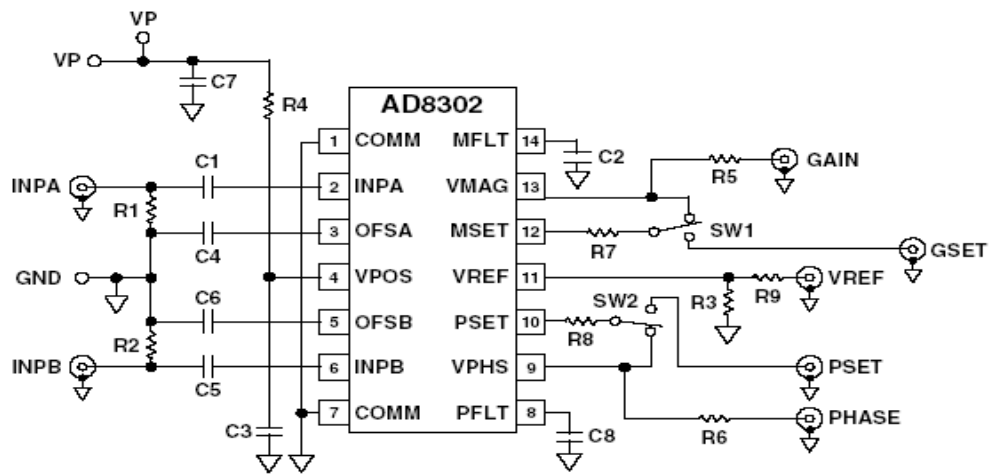 VP
VP
C7
R4
AD8302
1 COMM MFLT 14
C2
GAIN
R5
INPA
C1
2 INPA VMAG 13
R1
SW1
C4
3 OFSA MSET 12
R7
GSET
GND
4 VPOS VREF 11
VREF
R9
R3
SW2
C6
5 OFSB PSET 10
R8
R2
INPB
C5
6 INPB VPHS 9
PSET
PHASE
R6
7 COMM PFLT 8
C3
C8